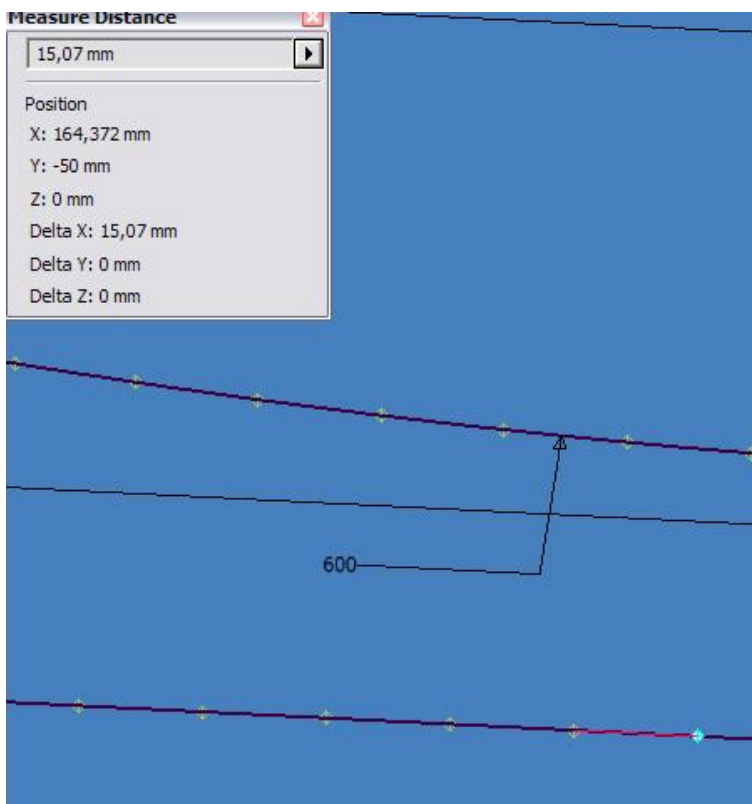 Measure Distance
15,07 mm
Position
X: 164,372 mm
Y: -50 mm
Z: 0 mm
Delta X: 15,07 mm
Delta Y: 0 mm
Delta Z: 0 mm
600